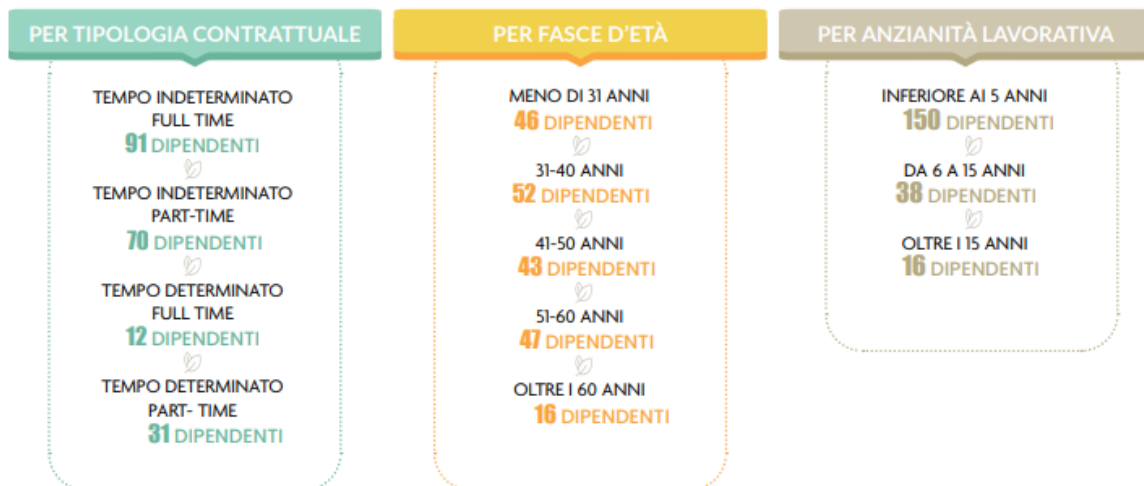 PER TIPOLOGIA CONTRATTUALE
TEMPO INDETERMINATO
FULL TIME
91 DIPENDENTI
TEMPO INDETERMINATO
PART-TIME
70 DIPENDENTI
TEMPO DETERMINATO
FULL TIME
12 DIPENDENTI
TEMPO DETERMINATO
PART- TIME
31 DIPENDENTI
PER FASCE D'ETÀ
MENO DI 31 ANNI
46 DIPENDENTI
31-40 ANNI
52 DIPENDENTI
41-50 ANNI
43 DIPENDENTI
51-60 ANNI
47 DIPENDENTI
OLTRE I 60 ANNI
16 DIPENDENTI
PER ANZIANITÀ LAVORATIVA
INFERIORE AI 5 ANNI
150 DIPENDENTI
DA 6 A 15 ANNI
38 DIPENDENTI
OLTRE I 15 ANNI
16 DIPENDENTI